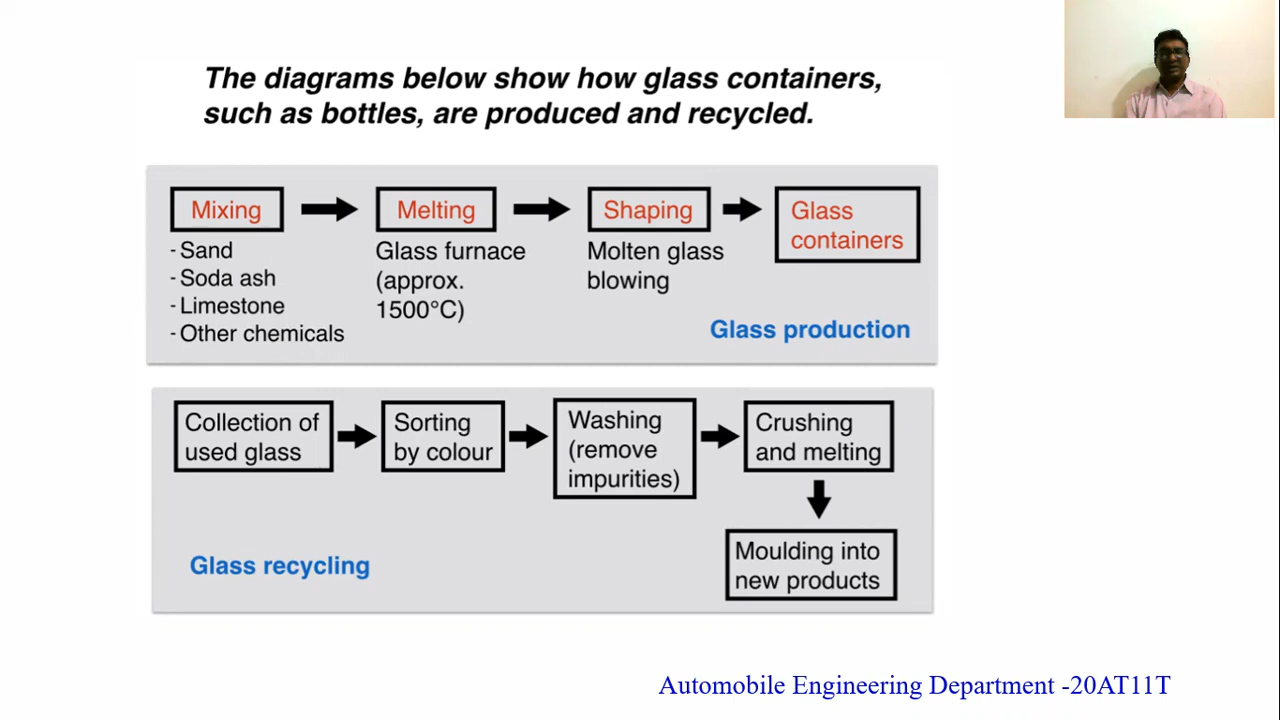 The diagrams below show how glass containers,
such as bottles, are produced and recycled.
Mixing
- Sand
- Soda ash
- Limestone
- Other chemicals
Melting
Glass furnace
(approx.
1500°C)
Shaping
Molten glass
blowing
Glass
containers
Glass production
Collection of
used glass
Sorting
by colour
Washing
(remove
impurities)
Crushing
and melting
Moulding into
new products
Glass recycling
Automobile Engineering Department -20AT11T